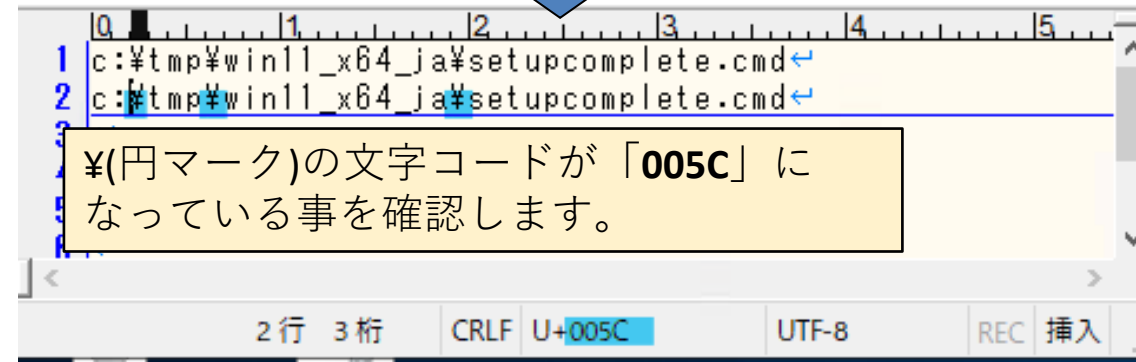 0 1 2 3 4 5
1 c:¥tmp¥win11_x64_ja¥setupcomplete.cmd↵
2 c:¥tmp¥win11_x64_ja¥setupcomplete.cmd↵
¥(円マーク)の文字コードが「005C」に
なっている事を確認します。
2行 3桁 CRLF U+005C UTF-8 REC 挿入